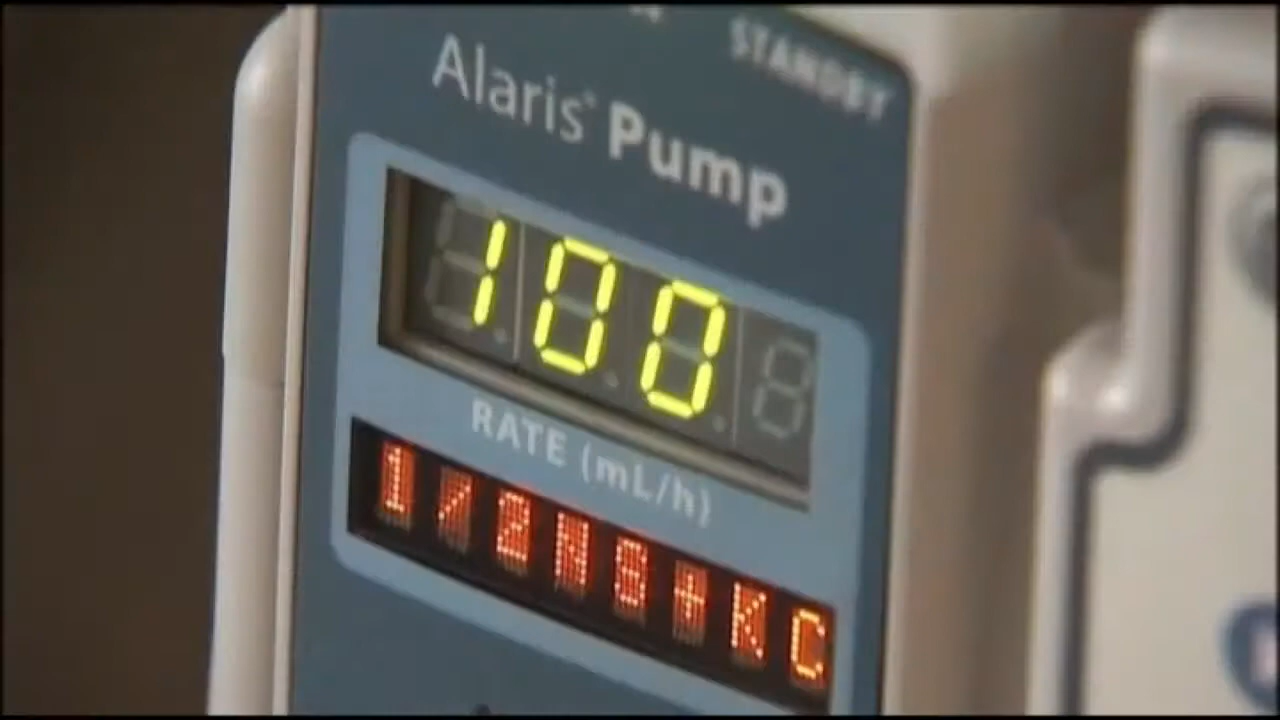 STANDBY
Alaris® Pump
100
RATE (mL/h)
1/2NS+KC